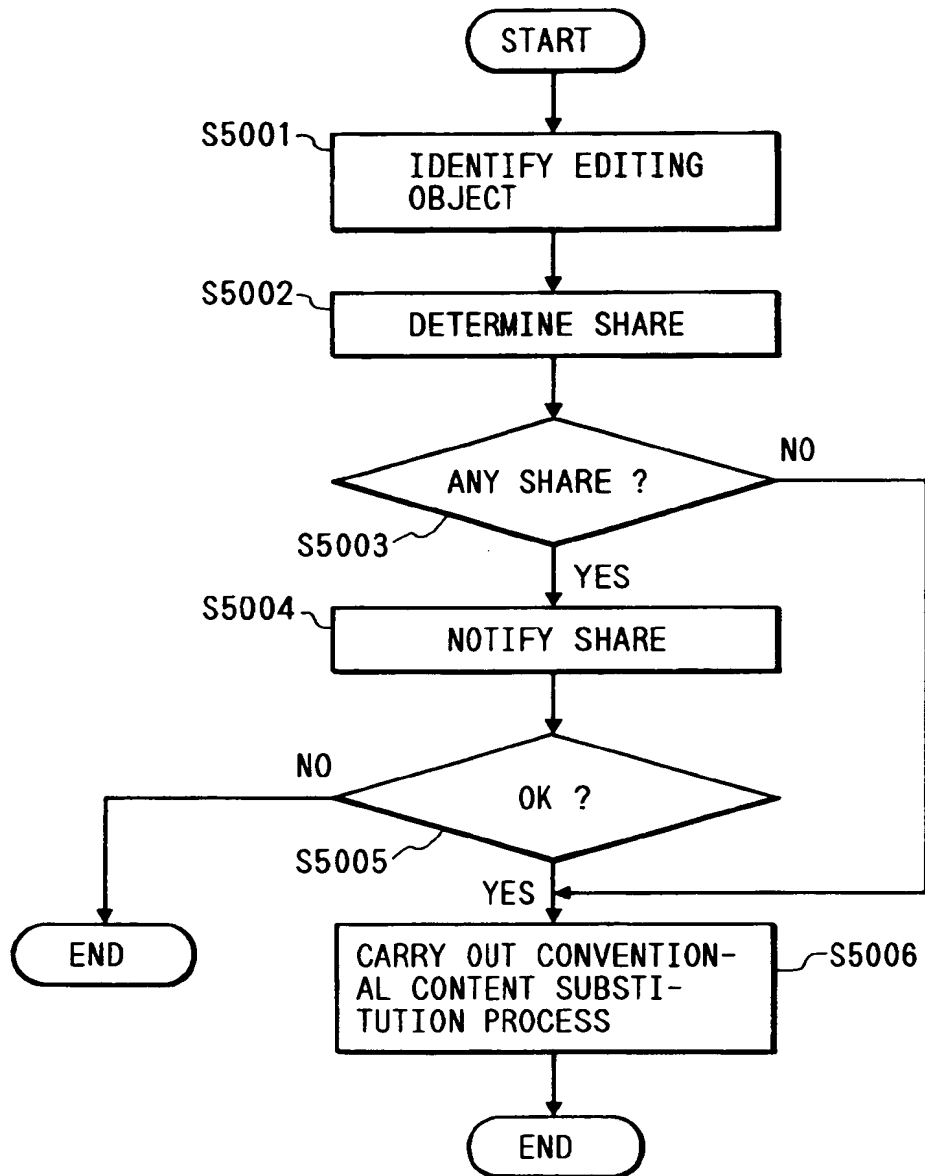 START
S5001
IDENTIFY EDITING
OBJECT
S5002
DETERMINE SHARE
NO
ANY SHARE ?
S5003
YES
S5004
NOTIFY SHARE
NO
OK ?
S5005
YES
END
CARRY OUT CONVENTION-
AL CONTENT SUBSTI-
TUTION PROCESS
S5006
END